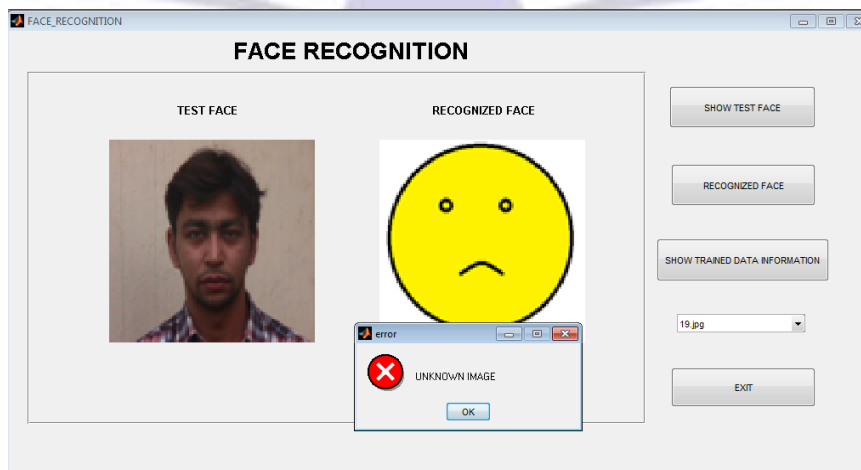 FACE_RECOGNITION
FACE RECOGNITION
TEST FACE
RECOGNIZED FACE
SHOW TEST FACE
RECOGNIZED FACE
SHOW TRAINED DATA INFORMATION
19.jpg
error
UNKNOWN IMAGE
OK
EXIT